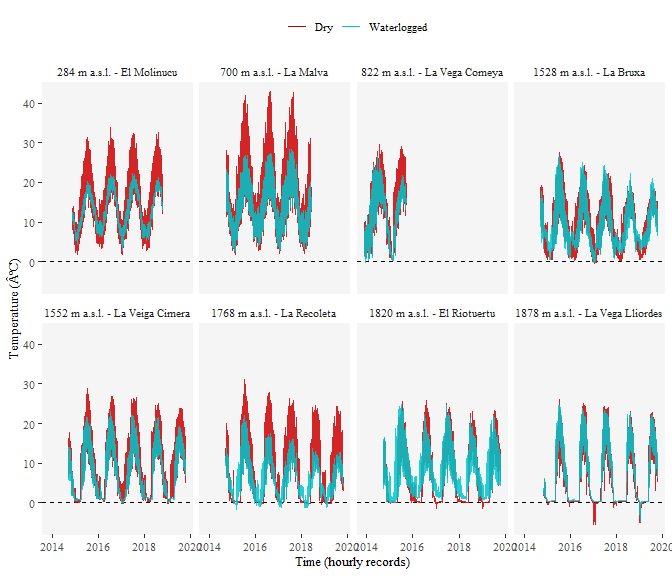 Dry Waterlogged
284 m a.s.l. - El Molinucu 700 m a.s.l. - La Malva 822 m a.s.l. - La Vega Comeya 1528 m a.s.l. - La Bruxa
40
30
20
10
0
Temperature (ÂºC)
1552 m a.s.l. - La Veiga Cimera 1768 m a.s.l. - La Recoleta 1820 m a.s.l. - El Riotuertu 1878 m a.s.l. - La Vega Lliordes
40
30
20
10
0
2014 2016 2018 2020 2014 2016 2018 2020 2014 2016 2018 2020 2014 2016 2018 2020
Time (hourly records)